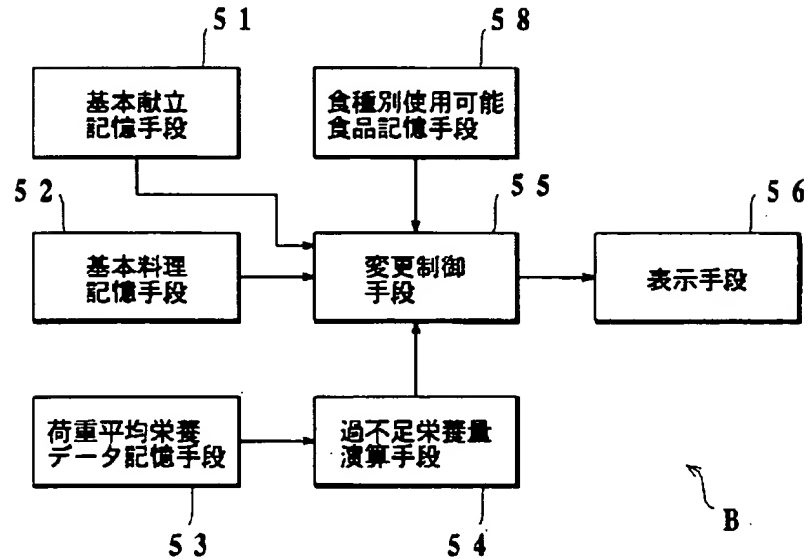 51
58
基本献立
記憶手段
食種別使用可能
食品記憶手段
52
55
56
基本料理
記憶手段
変更制御
手段
表示手段
荷重平均栄養
データ記憶手段
過不足栄養量
演算手段
53
54
B